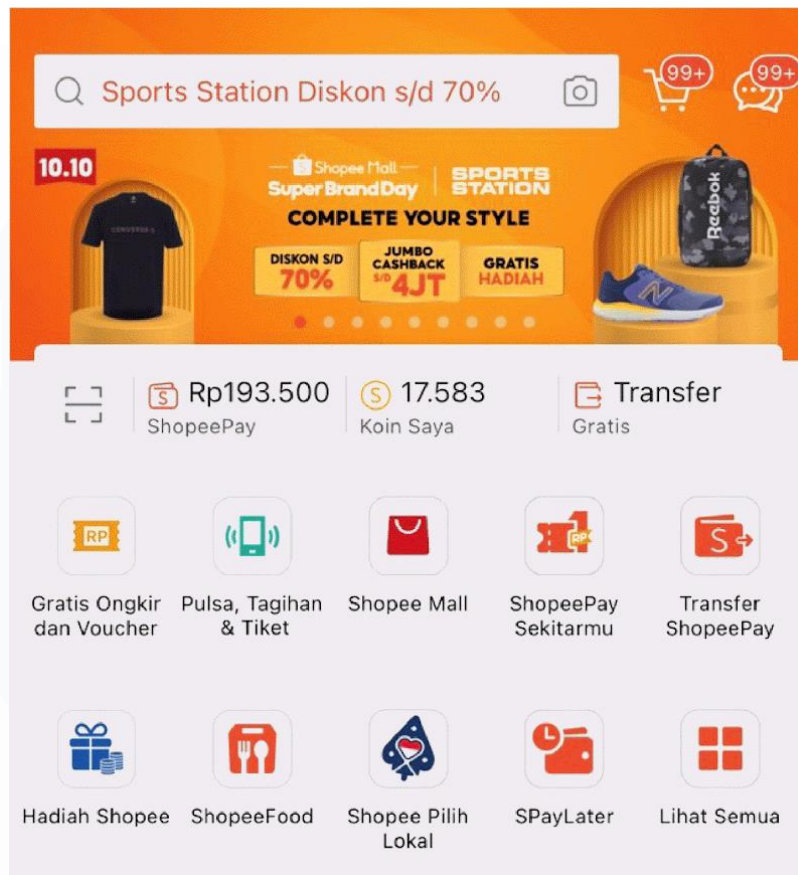 Sports Station Diskon s/d 70%
99+
99+
10.10
Shopee Mall
Super Brand Day
SPORTS
STATION
COMPLETE YOUR STYLE
DISKON S/D
70%
JUMBO
CASHBACK
S/D 4JT
GRATIS
HADIAH
CONVERSE
Reebok
Rp193.500
ShopeePay
17.583
Koin Saya
Transfer
Gratis
RP
RP
Gratis Ongkir
dan Voucher
Pulsa, Tagihan
& Tiket
Shopee Mall
ShopeePay
Sekitarmu
Transfer
ShopeePay
Hadiah Shopee
ShopeeFood
Shopee Pilih
Lokal
SPayLater
Lihat Semua